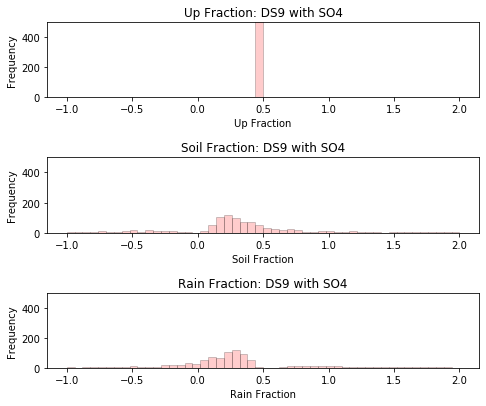 Up Fraction: DS9 with SO4
400
200
0
Frequency
−1.0 −0.5 0.0 0.5 1.0 1.5 2.0
Up Fraction
Soil Fraction: DS9 with SO4
400
200
0
Frequency
−1.0 −0.5 0.0 0.5 1.0 1.5 2.0
Soil Fraction
Rain Fraction: DS9 with SO4
400
200
0
Frequency
−1.0 −0.5 0.0 0.5 1.0 1.5 2.0
Rain Fraction